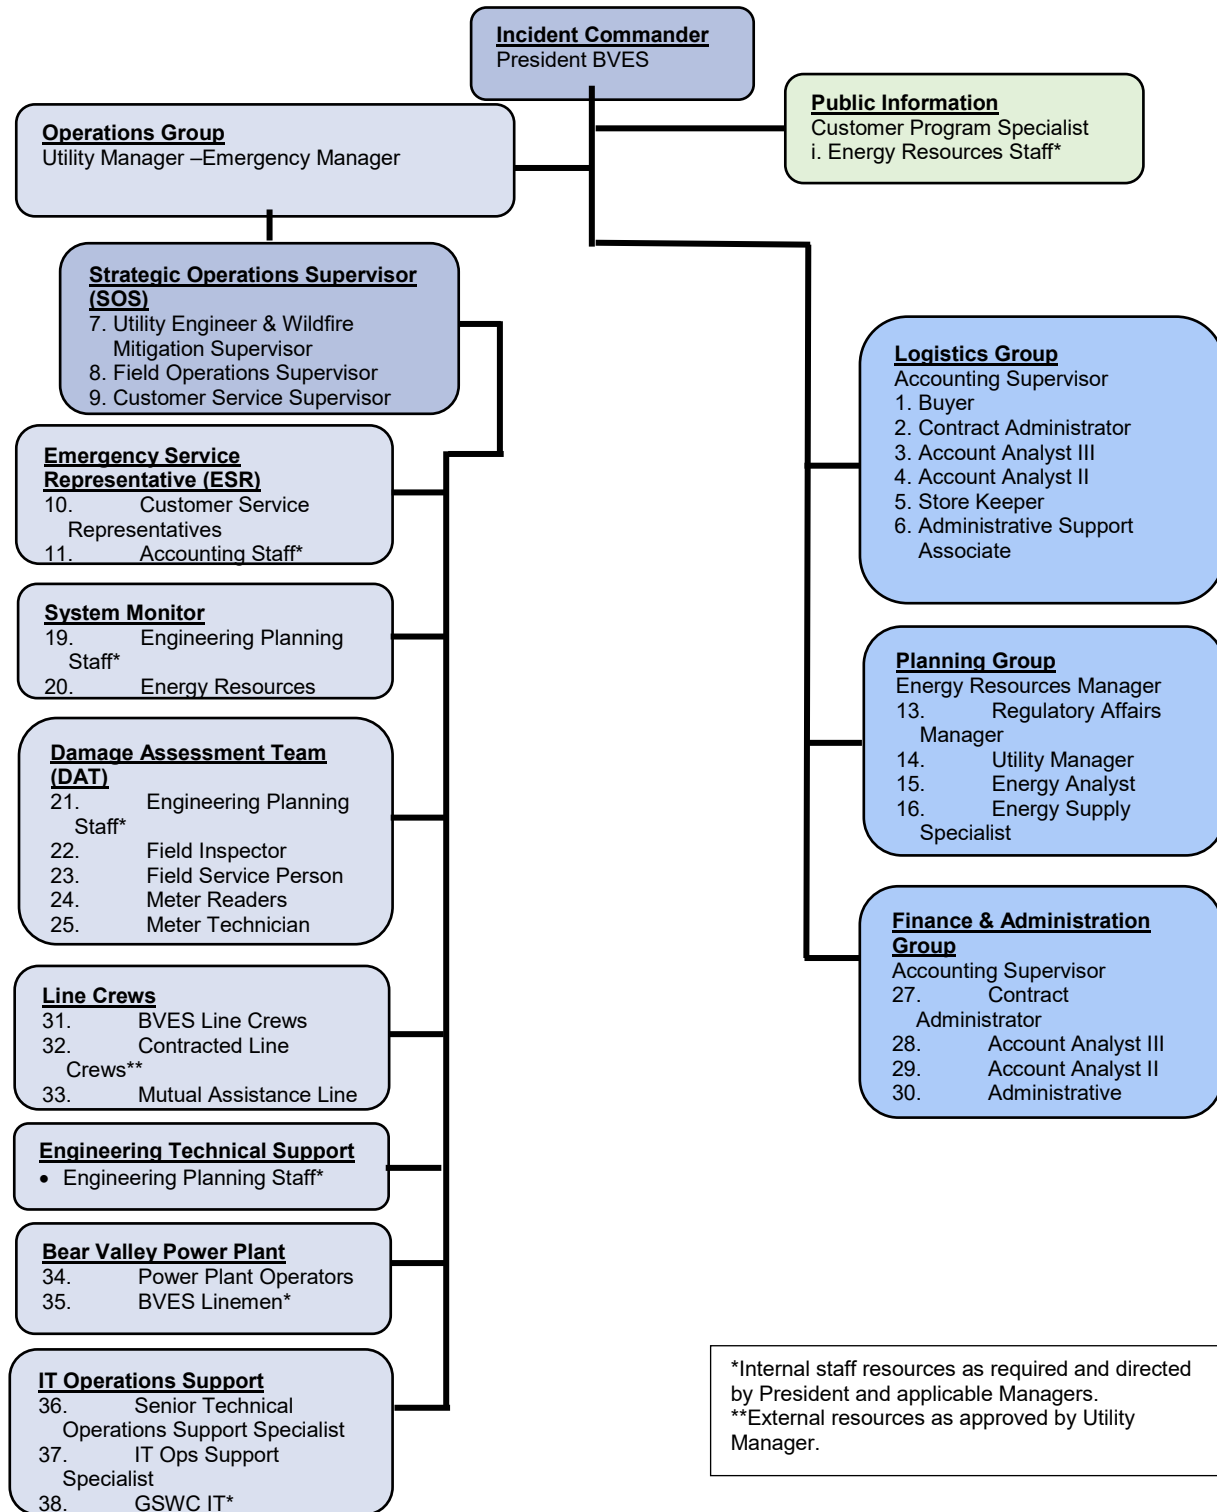 Incident Commander
President BVES
Public Information
Customer Program Specialist
i. Energy Resources Staff*
Operations Group
Utility Manager –Emergency Manager
Strategic Operations Supervisor
(SOS)
7. Utility Engineer & Wildfire
Mitigation Supervisor
8. Field Operations Supervisor
9. Customer Service Supervisor
Emergency Service
Representative (ESR)
10. Customer Service
Representatives
11. Accounting Staff*
System Monitor
19. Engineering Planning
Staff*
20. Energy Resources
Damage Assessment Team
(DAT)
21. Engineering Planning
Staff*
22. Field Inspector
23. Field Service Person
24. Meter Readers
25. Meter Technician
Line Crews
31. BVES Line Crews
32. Contracted Line
Crews**
33. Mutual Assistance Line
Engineering Technical Support
• Engineering Planning Staff*
Bear Valley Power Plant
34. Power Plant Operators
35. BVES Linemen*
IT Operations Support
36. Senior Technical
Operations Support Specialist
37. IT Ops Support
Specialist
38. GSWC IT*
Logistics Group
Accounting Supervisor
1. Buyer
2. Contract Administrator
3. Account Analyst III
4. Account Analyst II
5. Store Keeper
6. Administrative Support
Associate
Planning Group
Energy Resources Manager
13. Regulatory Affairs
Manager
14. Utility Manager
15. Energy Analyst
16. Energy Supply
Specialist
Finance & Administration
Group
Accounting Supervisor
27. Contract
Administrator
28. Account Analyst III
29. Account Analyst II
30. Administrative
*Internal staff resources as required and directed
by President and applicable Managers.
**External resources as approved by Utility
Manager.